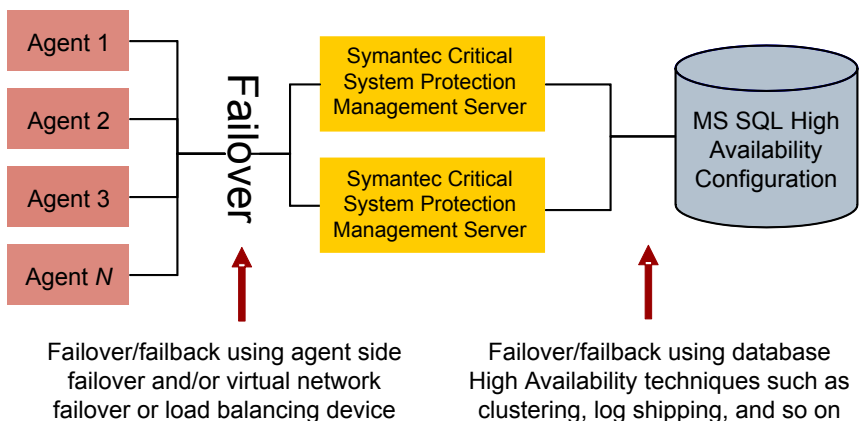 Agent 1
Agent 2
Agent 3
Agent N
Failover
Symantec Critical
System Protection
Management Server
Symantec Critical
System Protection
Management Server
MS SQL High
Availability
Configuration
Failover/failback using agent side
failover and/or virtual network
failover or load balancing device
Failover/failback using database
High Availability techniques such as
clustering, log shipping, and so on